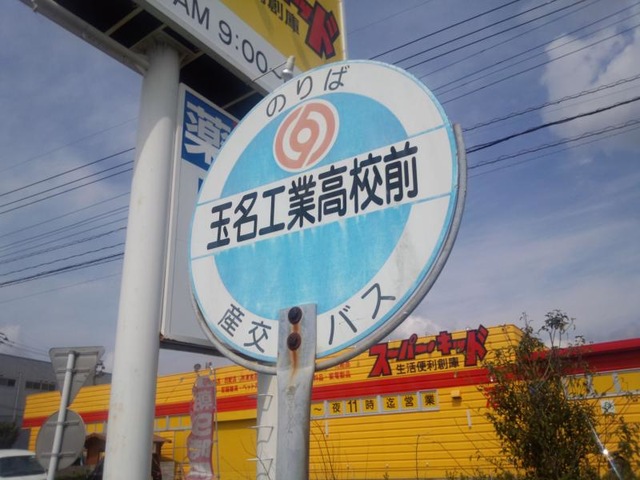 AM 9:00
薬
のりば
玉名工業高校前
産交バス
スーパー・キッド
生活便利創庫
～夜11時迄営業